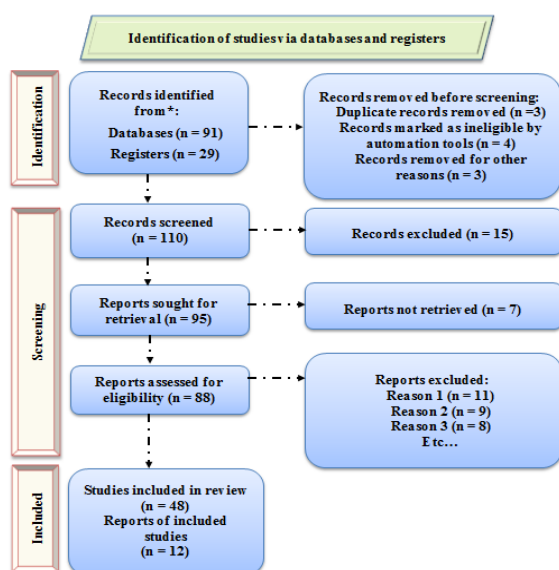 Identification of studies via databases and registers
Identification
Records identified
from*:
Databases (n = 91)
Registers (n = 29)
Records removed before screening:
Duplicate records removed (n =3)
Records marked as ineligible by
automation tools (n = 4)
Records removed for other
reasons (n = 3)
Screening
Records screened
(n = 110)
Records excluded (n = 15)
Reports sought for
retrieval (n = 95)
Reports not retrieved (n = 7)
Reports assessed for
eligibility (n = 88)
Reports excluded:
Reason 1 (n = 11)
Reason 2 (n = 9)
Reason 3 (n = 8)
Etc...
Included
Studies included in review
(n = 48)
Reports of included
studies
(n = 12)